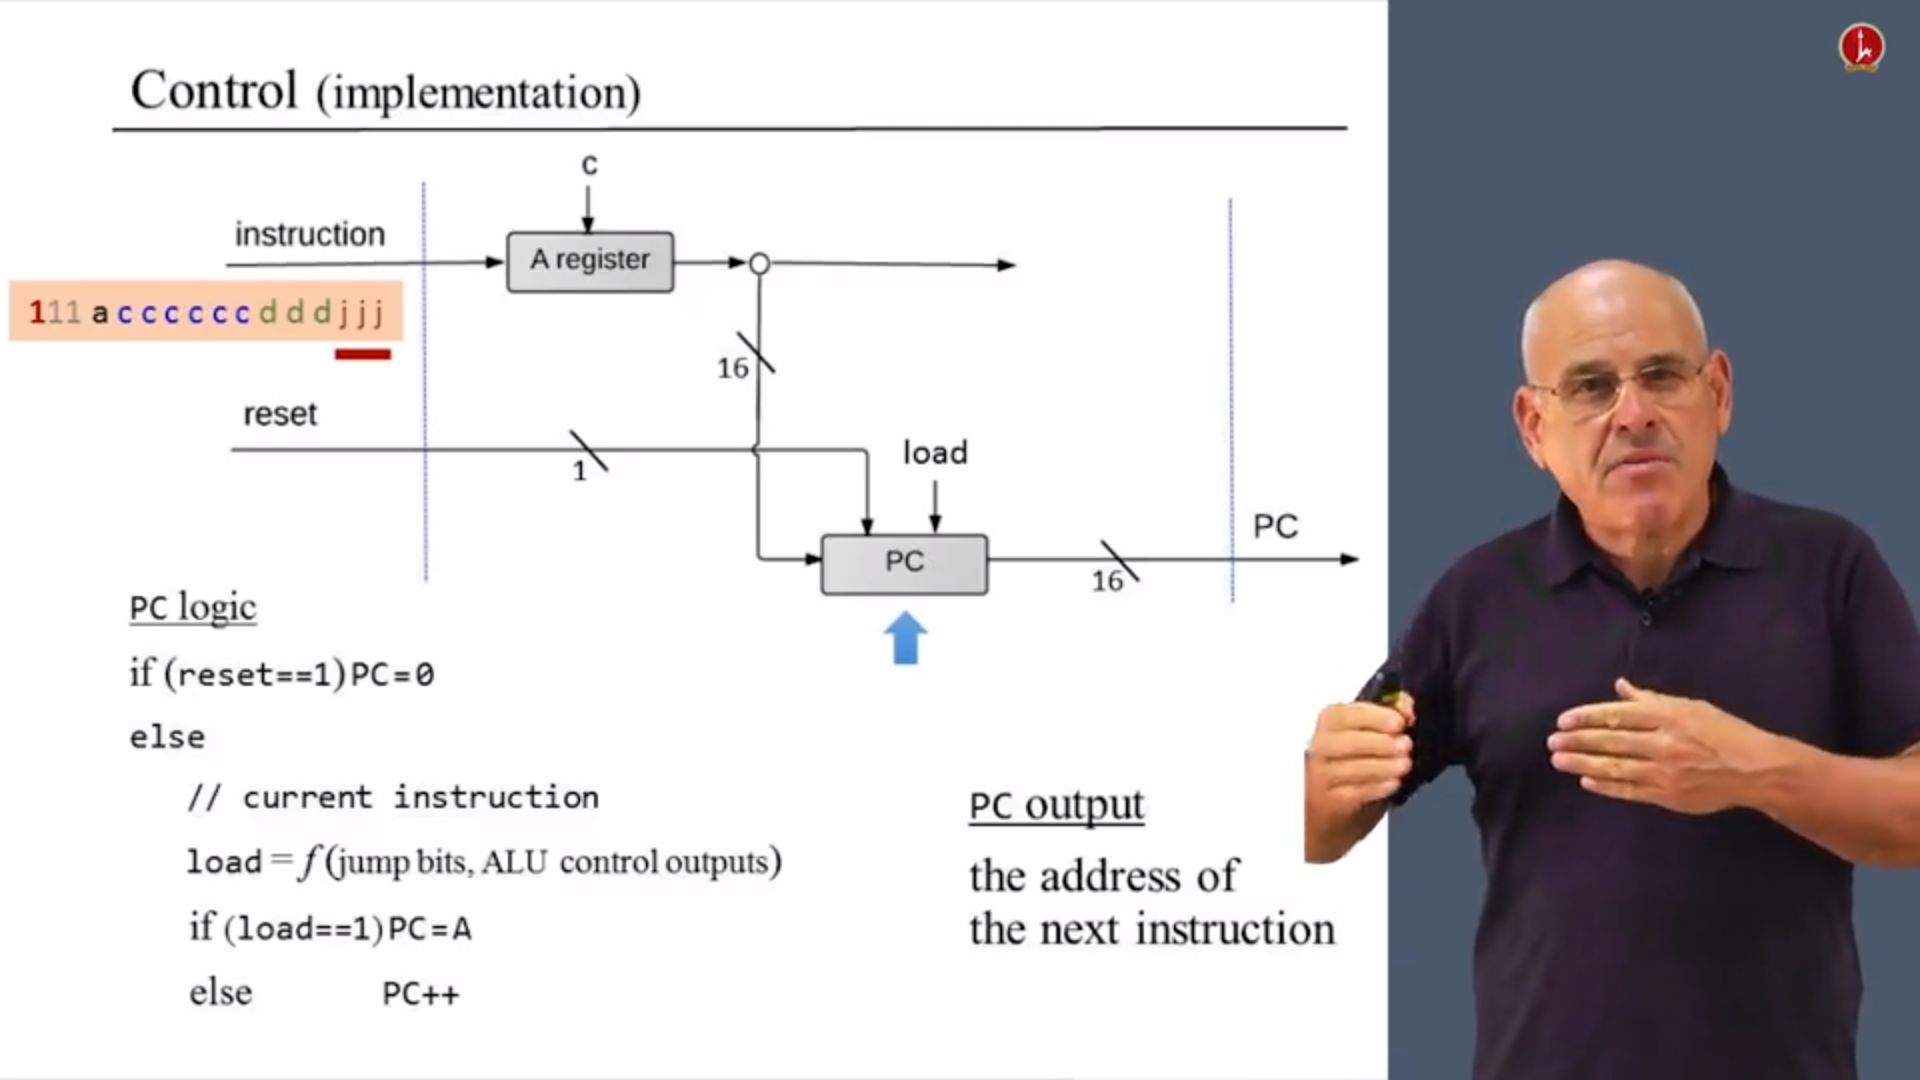 Control (implementation)
c
instruction
A register
111 a c c c c c c d d d j j j
16
reset
1
load
PC
PC
16
PC logic
if (reset==1) PC=0
else
// current instruction
load = f (jump bits, ALU control outputs)
if (load==1) PC=A
else PC++
PC output
the address of
the next instruction